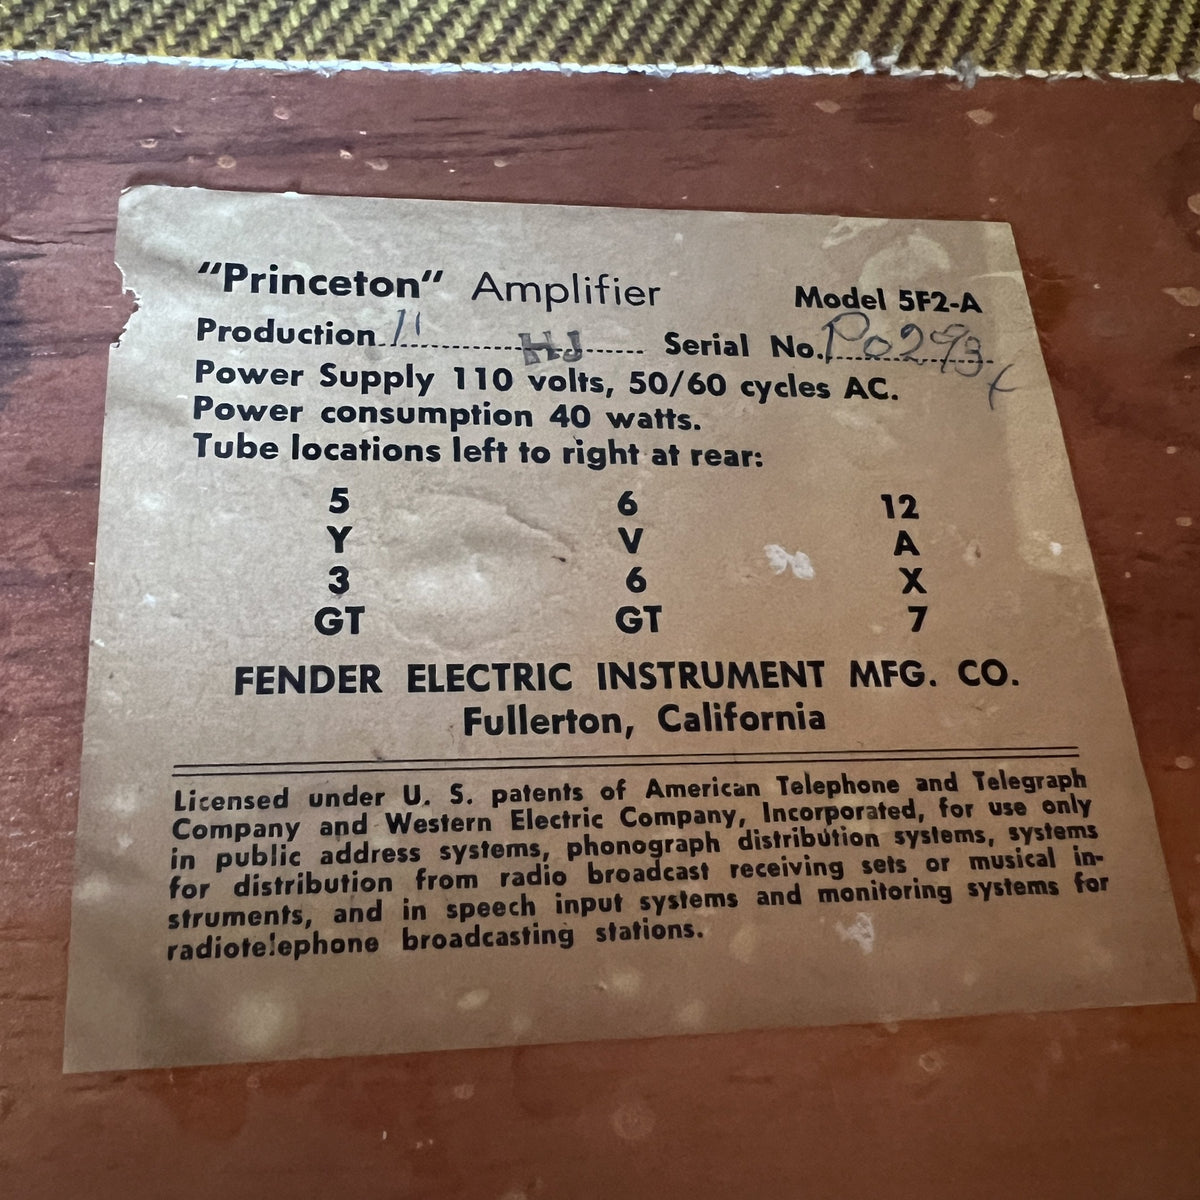 "Princeton" Amplifier Model 5F2-A
Production 11 HJ Serial No. P0293
Power Supply 110 volts, 50/60 cycles AC.
Power consumption 40 watts.
Tube locations left to right at rear:
5 6 12
Y V A
3 6 X
GT GT 7
FENDER ELECTRIC INSTRUMENT MFG. CO.
Fullerton, California
Licensed under U. S. patents of American Telephone and Telegraph
Company and Western Electric Company, Incorporated, for use only
in public address systems, phonograph distribution systems, systems
for distribution from radio broadcast receiving sets or musical in-
struments, and in speech input systems and monitoring systems for
radiotelephone broadcasting stations.